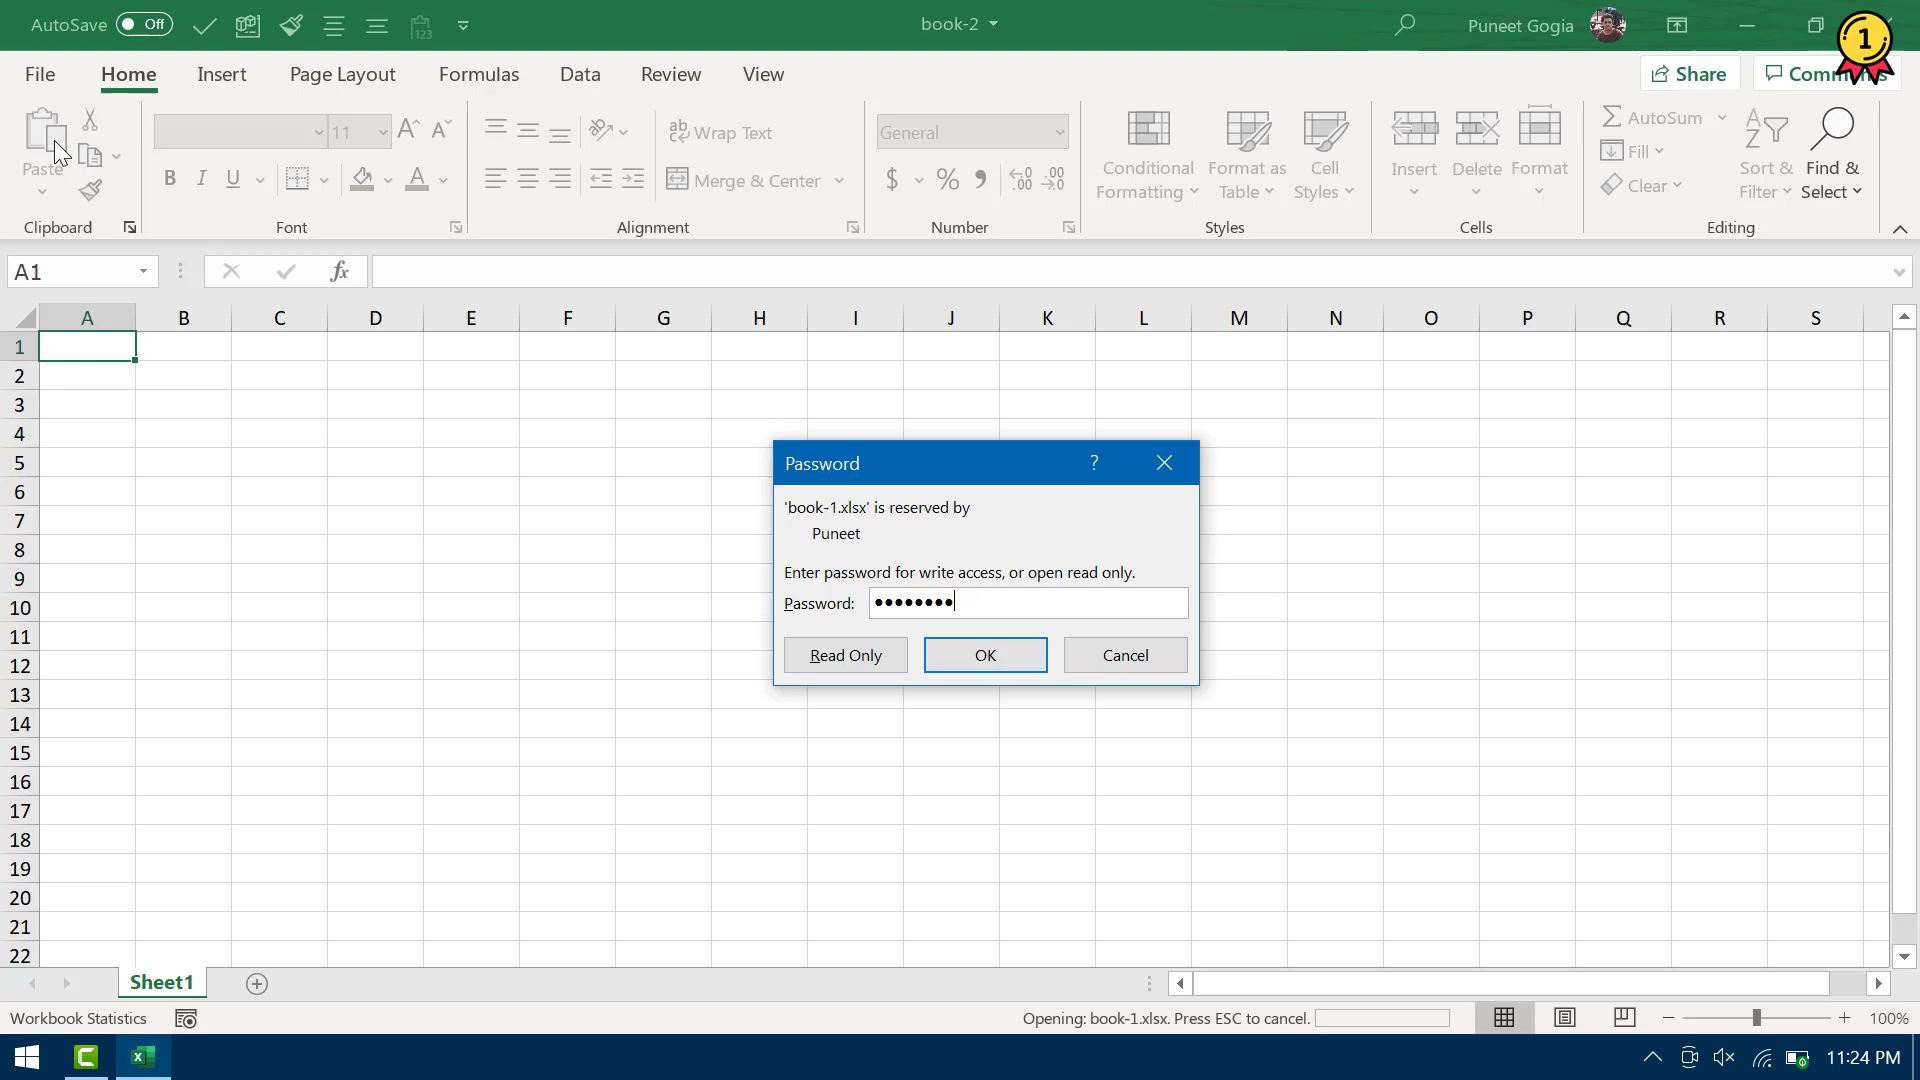 AutoSave Off
book-2
Puneet Gogia
1
File Home Insert Page Layout Formulas Data Review View
Share
11
General
ab Wrap Text
AutoSum
Fill
Clear
Paste
B I U
A
Merge & Center
$ % 9
Conditional Formatting
Format as Table
Cell Styles
Insert
Delete
Format
Sort & Filter
Find & Select
Clipboard Font Alignment Number Styles Cells Editing
A1
fx
A B C D E F G H I J K L M N O P Q R S
1
2
3
4
5
6
7
8
9
10
11
12
13
14
15
16
17
18
19
20
21
22
Password ?
'book-1.xlsx' is reserved by
Puneet
Enter password for write access, or open read only.
Password: ••••••••
Read Only OK Cancel
Sheet1
Workbook Statistics
Opening: book-1.xlsx. Press ESC to cancel.
100%
11:24 PM